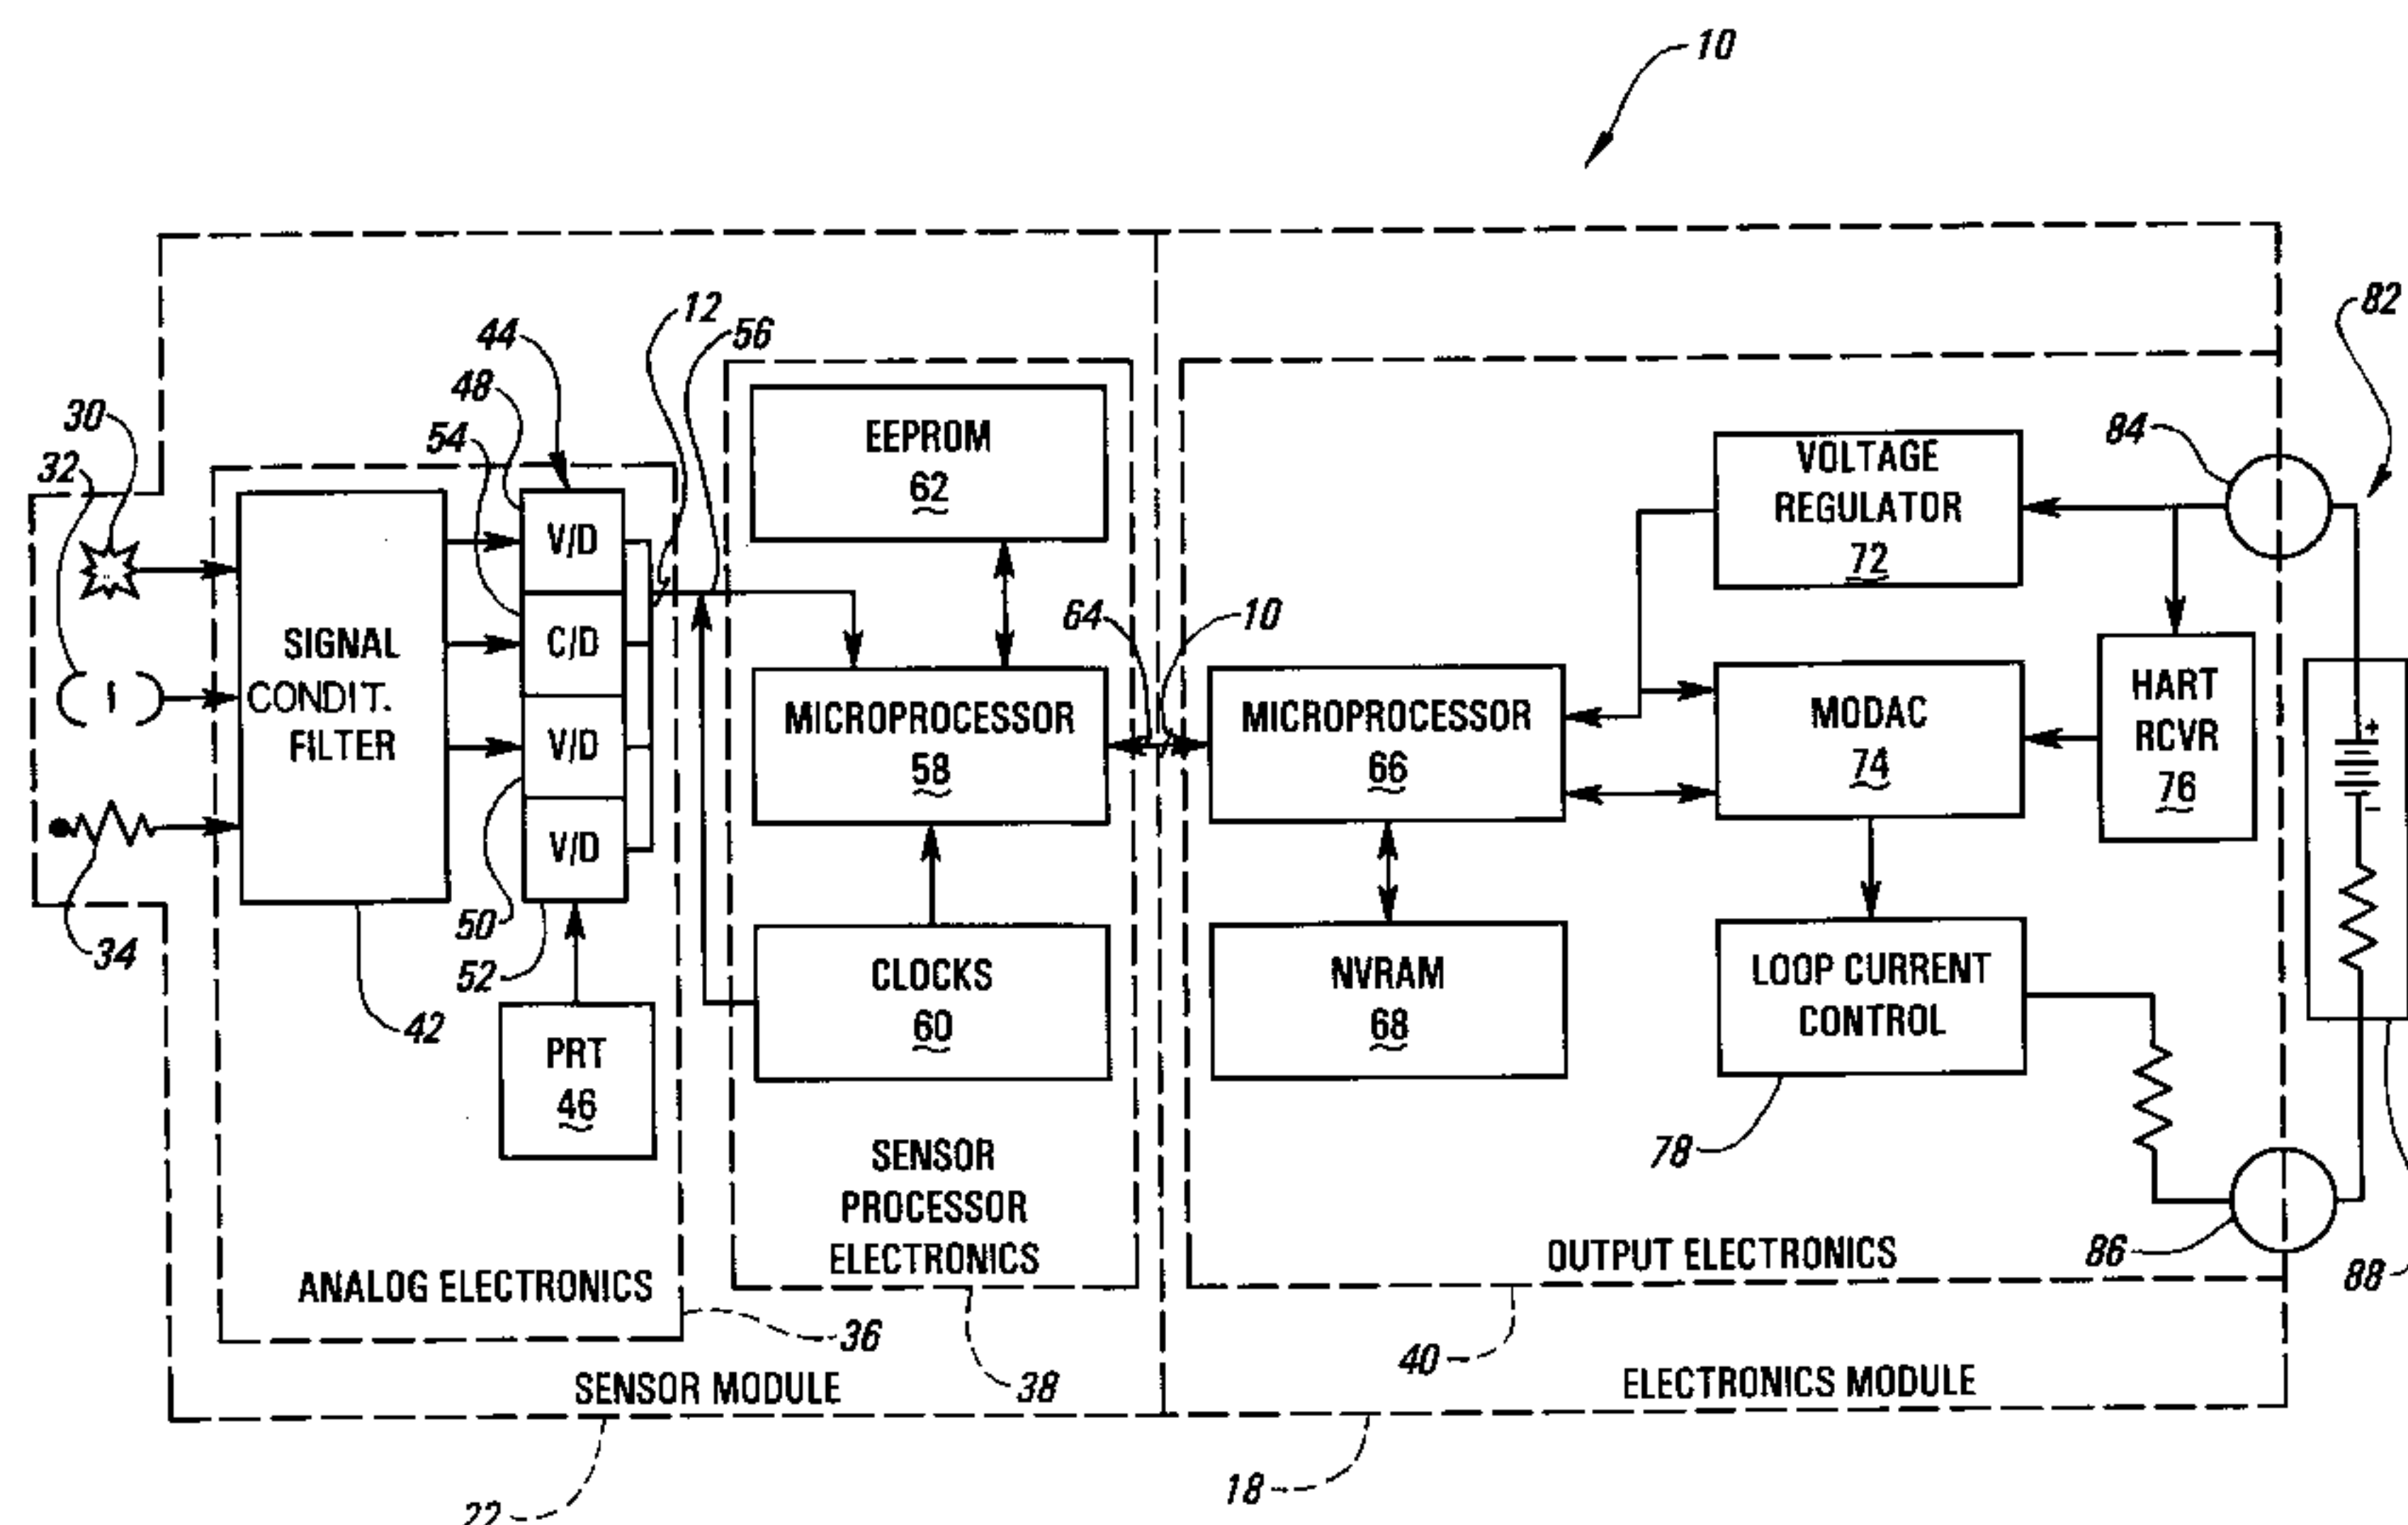 10
82
12
56
44
48
54
30
32
84
EEPROM
62
VOLTAGE
REGULATOR
72
V/D
C/D
V/D
V/D
SIGNAL
CONDIT.
FILTER
64
10
MICROPROCESSOR
58
MICROPROCESSOR
66
MODAC
74
HART
RCVR
76
+
-
34
50
52
42
PRT
46
CLOCKS
60
NVRAM
68
LOOP CURRENT
CONTROL
78
86
88
SENSOR
PROCESSOR
ELECTRONICS
ANALOG ELECTRONICS
OUTPUT ELECTRONICS
36
38
40
SENSOR MODULE
ELECTRONICS MODULE
22
18